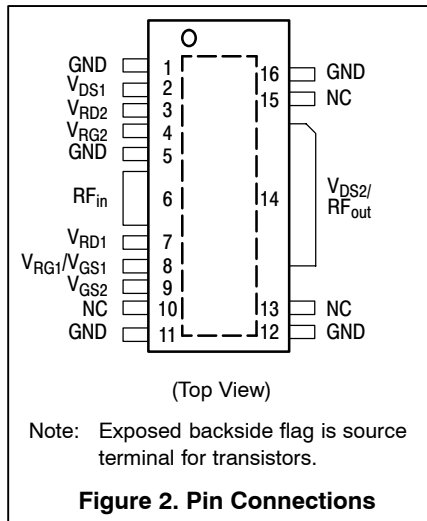 GND 1 16 GND
VDS1 2 15 NC
VRD2 3
VRG2 4
GND 5
RFin 6 14 VDS2/
RFout
VRD1 7
VRG1/VGS1 8
VGS2 9
NC 10 13 NC
GND 11 12 GND
(Top View)
Note: Exposed backside flag is source
terminal for transistors.
Figure 2. Pin Connections